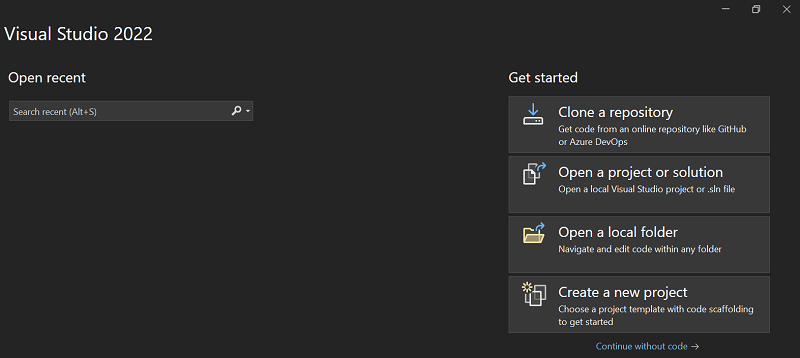 Visual Studio 2022
Open recent
Search recent (Alt+S)
Get started
Clone a repository
Get code from an online repository like GitHub
or Azure DevOps
Open a project or solution
Open a local Visual Studio project or .sln file
Open a local folder
Navigate and edit code within any folder
Create a new project
Choose a project template with code scaffolding
to get started
Continue without code →